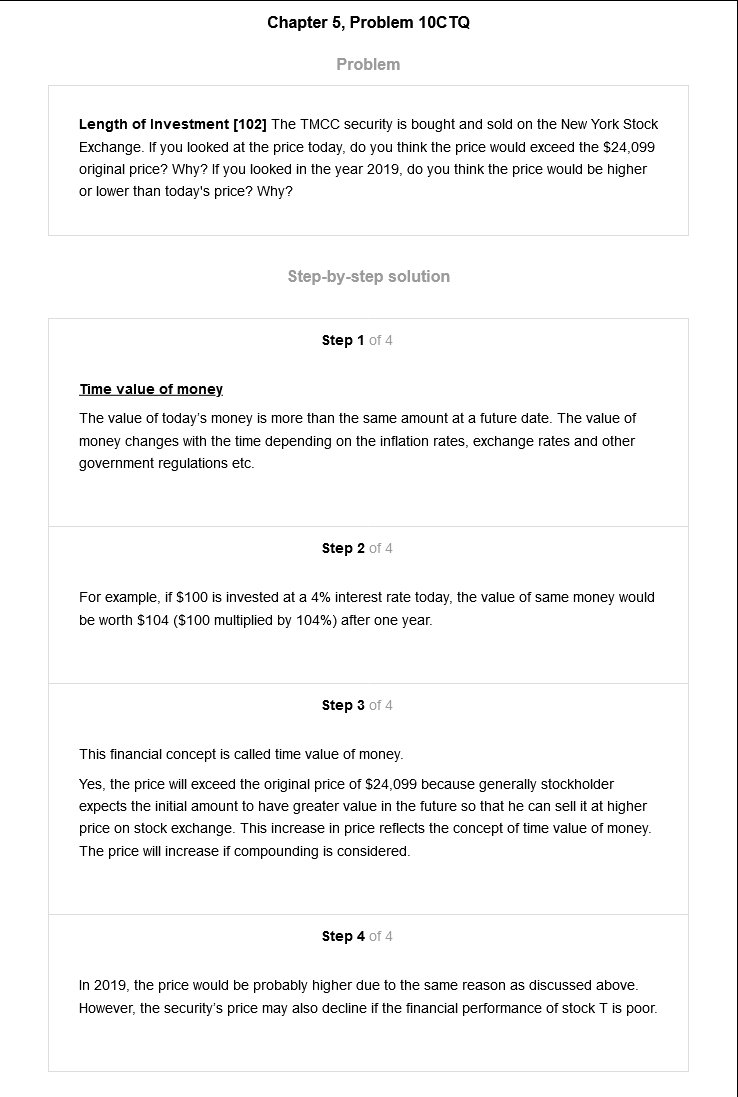 Chapter 5, Problem 10CTQ
Problem
Length of Investment [102] The TMCC security is bought and sold on the New York Stock
Exchange. If you looked at the price today, do you think the price would exceed the $24,099
original price? Why? If you looked in the year 2019, do you think the price would be higher
or lower than today's price? Why?
Step-by-step solution
Step 1 of 4
Time value of money
The value of today’s money is more than the same amount at a future date. The value of
money changes with the time depending on the inflation rates, exchange rates and other
government regulations etc.
Step 2 of 4
For example, if $100 is invested at a 4% interest rate today, the value of same money would
be worth $104 ($100 multiplied by 104%) after one year.
Step 3 of 4
This financial concept is called time value of money.
Yes, the price will exceed the original price of $24,099 because generally stockholder
expects the initial amount to have greater value in the future so that he can sell it at higher
price on stock exchange. This increase in price reflects the concept of time value of money.
The price will increase if compounding is considered.
Step 4 of 4
In 2019, the price would be probably higher due to the same reason as discussed above.
However, the security’s price may also decline if the financial performance of stock T is poor.